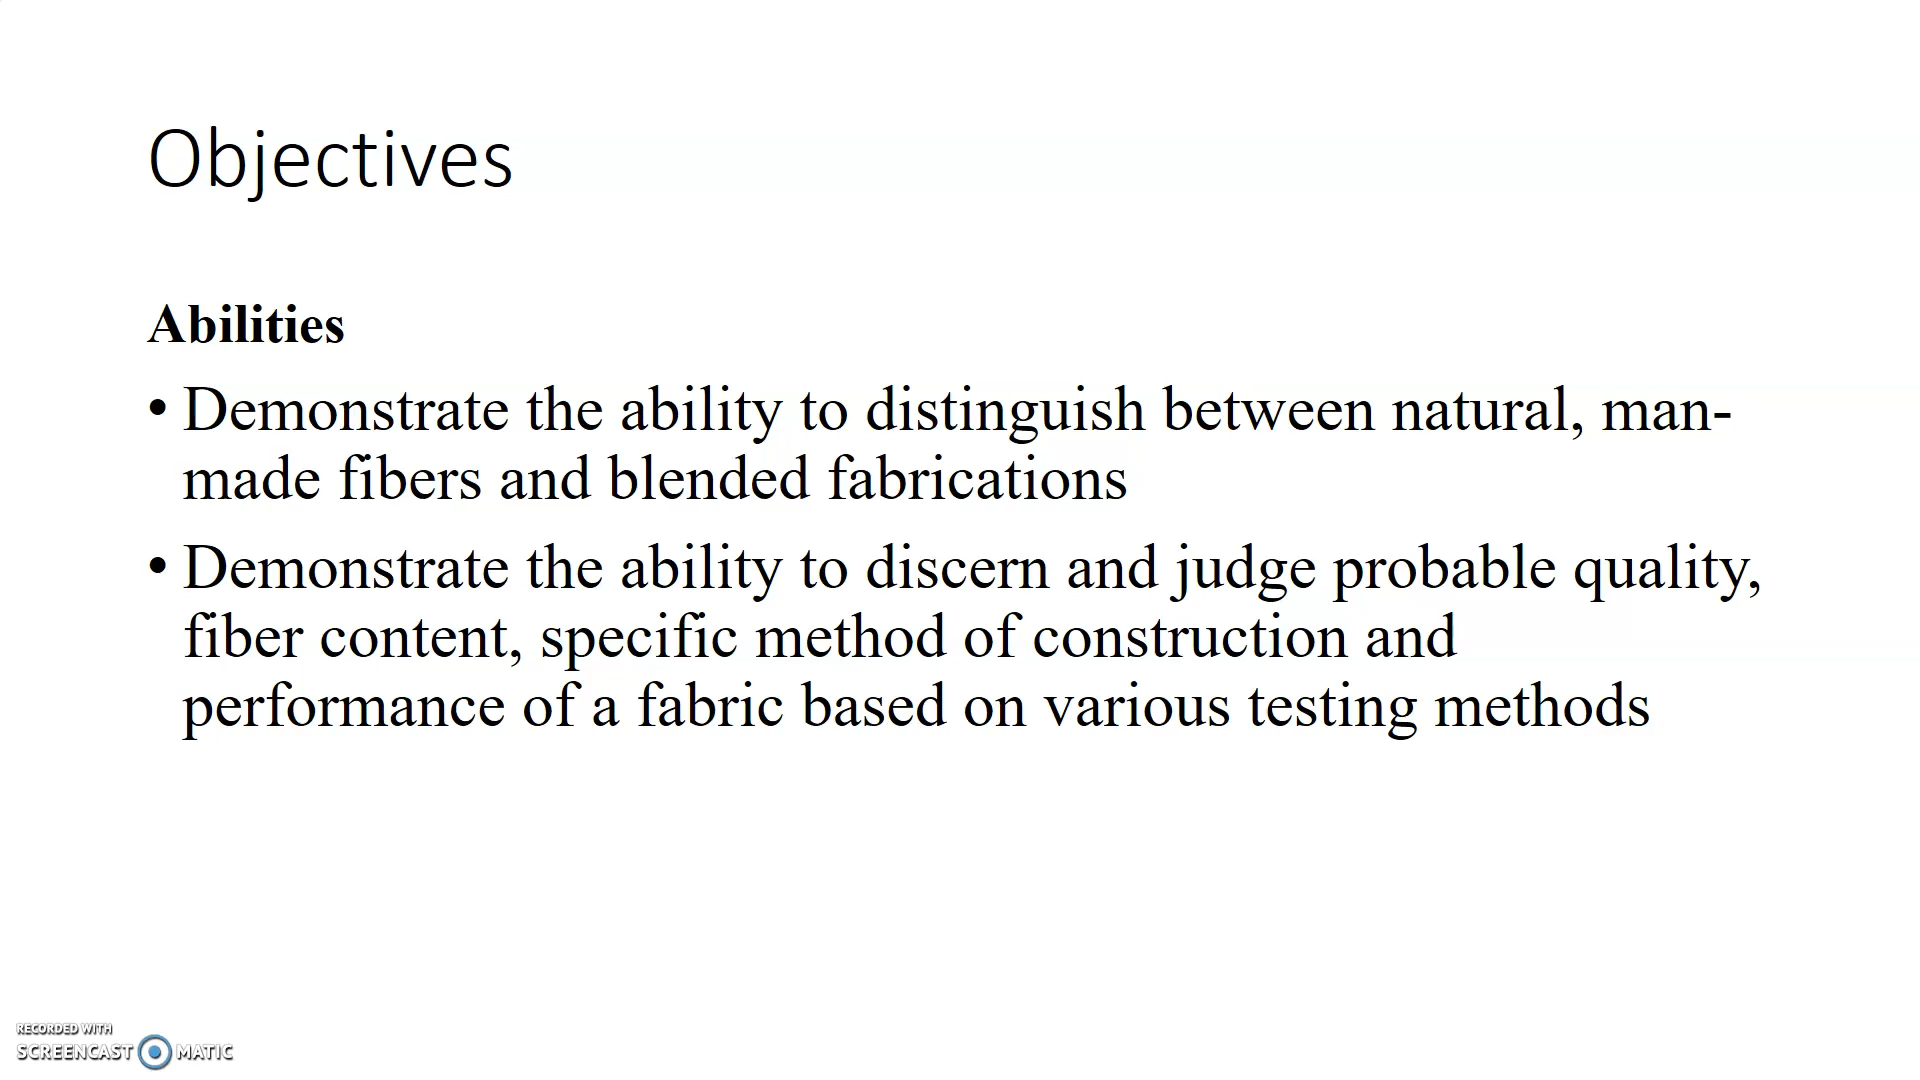 Objectives
Abilities
• Demonstrate the ability to distinguish between natural, man-
made fibers and blended fabrications
• Demonstrate the ability to discern and judge probable quality,
fiber content, specific method of construction and
performance of a fabric based on various testing methods
RECORDED WITH
SCREENCAST MATIC